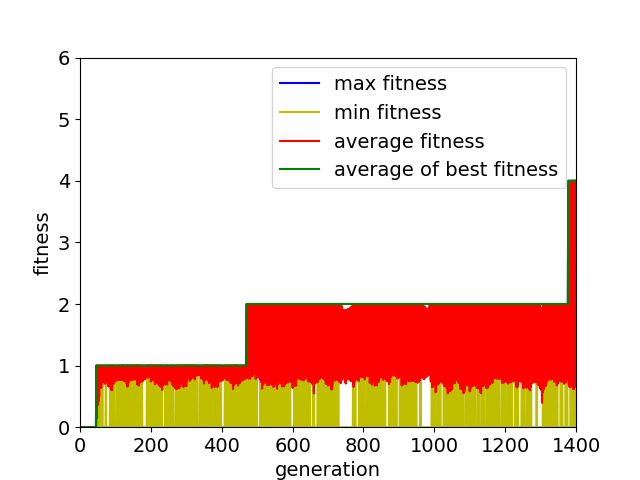 6
5
4
3
2
1
0
fitness
max fitness
min fitness
average fitness
average of best fitness
0 200 400 600 800 1000 1200 1400
generation